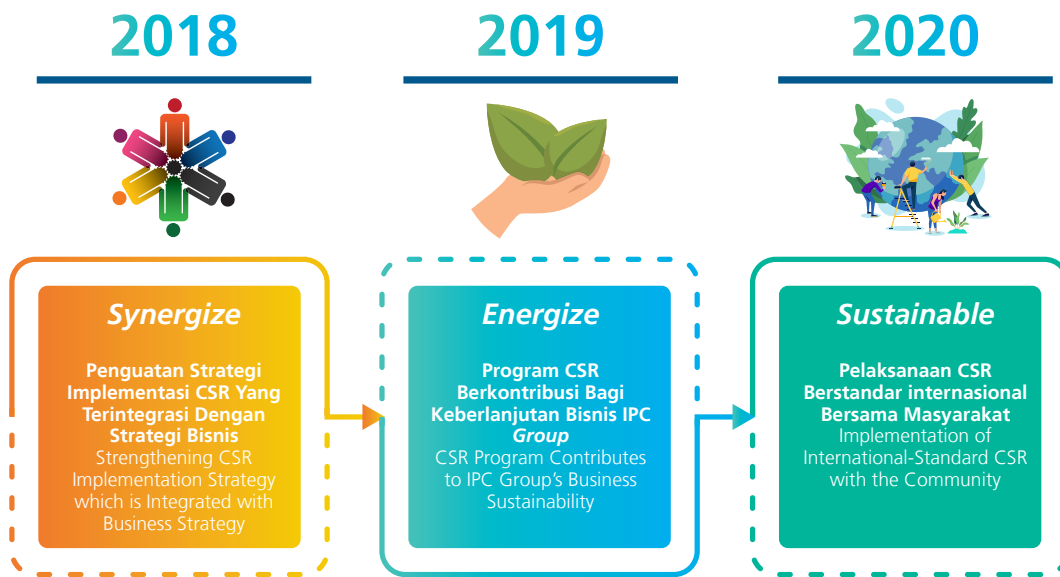 2018
2019
2020
Synergize
Penguatan Strategi
Implementasi CSR Yang
Terintegrasi Dengan
Strategi Bisnis
Strengthening CSR
Implementation Strategy
which is Integrated with
Business Strategy
Energize
Program CSR
Berkontribusi Bagi
Keberlanjutan Bisnis IPC
Group
CSR Program Contributes
to IPC Group’s Business
Sustainability
Sustainable
Pelaksanaan CSR
Berstandar internasional
Bersama Masyarakat
Implementation of
International-Standard CSR
with the Community